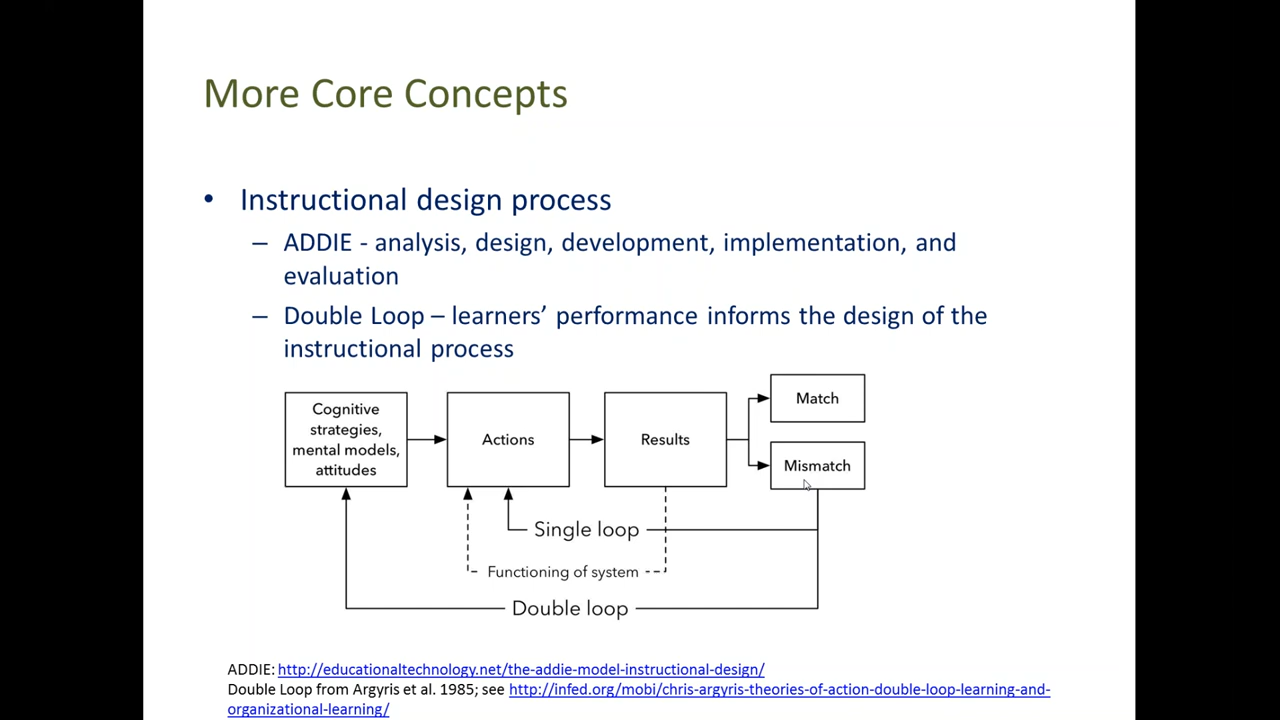 More Core Concepts
• Instructional design process
– ADDIE - analysis, design, development, implementation, and
evaluation
– Double Loop – learners’ performance informs the design of the
instructional process
Cognitive
strategies,
mental models,
attitudes
Actions
Results
Match
Mismatch
Single loop
Functioning of system
Double loop
ADDIE: http://educationaltechnology.net/the-addie-model-instructional-design/
Double Loop from Argyris et al. 1985; see http://infed.org/mobi/chris-argyris-theories-of-action-double-loop-learning-and-
organizational-learning/